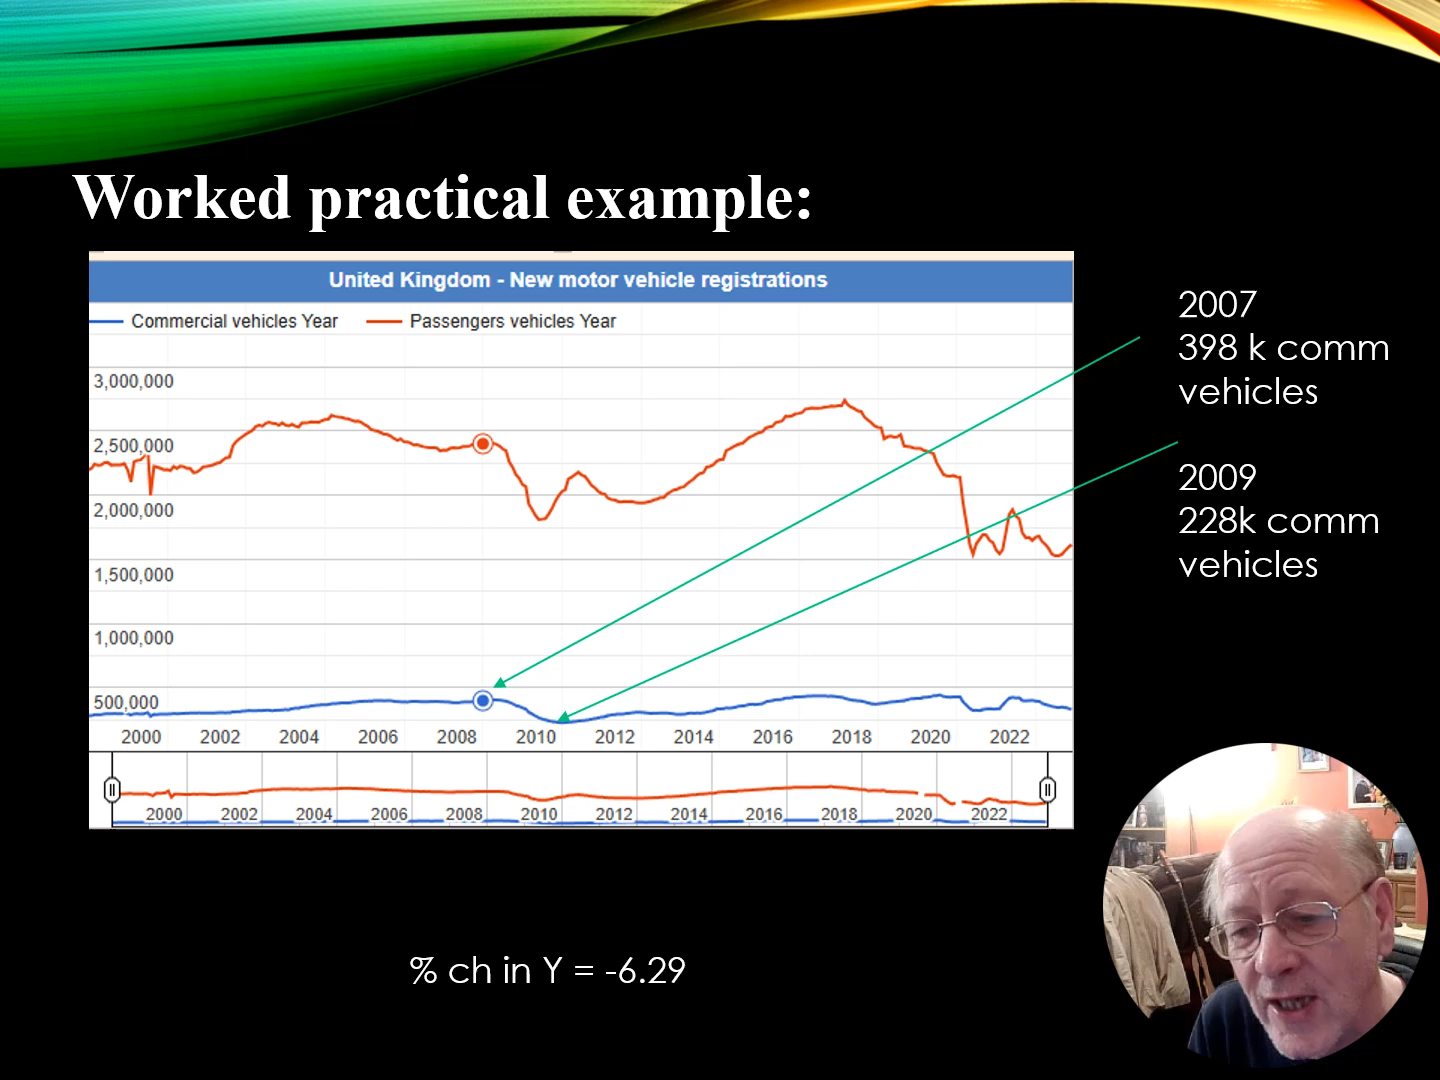 Worked practical example:
United Kingdom - New motor vehicle registrations
Commercial vehicles Year Passengers vehicles Year
3,000,000
2,500,000
2,000,000
1,500,000
1,000,000
500,000
2000 2002 2004 2006 2008 2010 2012 2014 2016 2018 2020 2022
2000 2002 2004 2006 2008 2010 2012 2014 2016 2018 2020 2022
2007
398 k comm
vehicles
2009
228k comm
vehicles
% ch in Y = -6.29